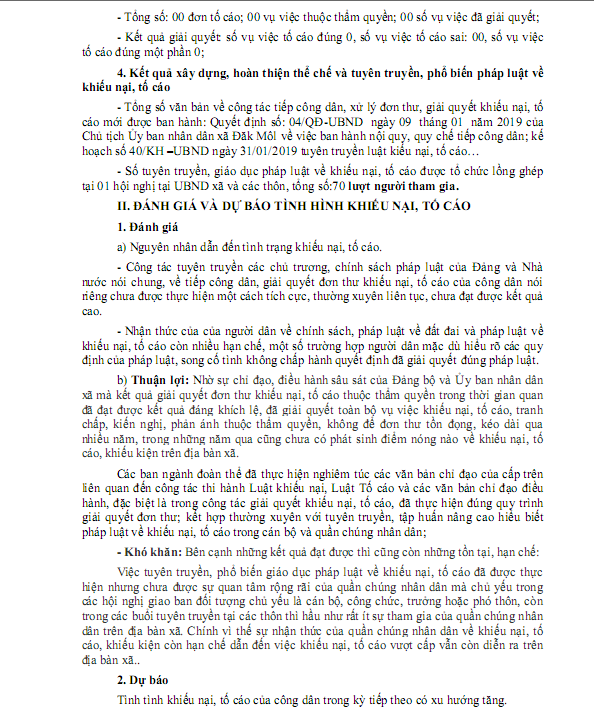 - Tổng số: 00 đơn tố cáo; 00 vụ việc thuộc thẩm quyền; 00 số vụ việc đã giải quyết;
- Kết quả giải quyết: số vụ việc tố cáo đúng 0, số vụ việc tố cáo sai: 00, số vụ việc
tố cáo đúng một phần 0;
4. Kết quả xây dựng, hoàn thiện thể chế và tuyên truyền, phổ biến pháp luật về
khiếu nại, tố cáo
- Tổng số văn bản về công tác tiếp công dân, xử lý đơn thư, giải quyết khiếu nại, tố
cáo mới được ban hành: Quyết định số: 04/QĐ-UBND ngày 09 tháng 01 năm 2019 của
Chủ tịch Ủy ban nhân dân xã Đăk Môl về việc ban hành nội quy, quy chế tiếp công dân; kế
hoạch số 40/KH –UBND ngày 31/01/2019 tuyên truyền luật kiếu nại, tố cáo…
- Số tuyên truyền, giáo dục pháp luật về khiếu nại, tố cáo được tổ chức lồng ghép
tại 01 hội nghị tại UBND xã và các thôn, tổng số:70 lượt người tham gia.
II. ĐÁNH GIÁ VÀ DỰ BÁO TÌNH HÌNH KHIẾU NẠI, TỐ CÁO
1. Đánh giá
a) Nguyên nhân dẫn đến tình trạng khiếu nại, tố cáo.
- Công tác tuyên truyền các chủ trương, chính sách pháp luật của Đảng và Nhà
nước nói chung, về tiếp công dân, giải quyết đơn thư khiếu nại, tố cáo của công dân nói
riêng chưa được thực hiện một cách tích cực, thường xuyên liên tục, chưa đạt được kết quả
cao.
- Nhận thức của của người dân về chính sách, pháp luật về đất đai và pháp luật về
khiếu nại, tố cáo còn nhiều hạn chế, một số trường hợp người dân mặc dù hiểu rõ các quy
định của pháp luật, song cố tình không chấp hành quyết định đã giải quyết đúng pháp luật.
b) Thuận lợi: Nhờ sự chỉ đạo, điều hành sâu sát của Đảng bộ và Ủy ban nhân dân
xã mà kết quả giải quyết đơn thư khiếu nại, tố cáo thuộc thẩm quyền trong thời gian quan
đã đạt được kết quả đáng khích lệ, đã giải quyết toàn bộ vụ việc khiếu nại, tố cáo, tranh
chấp, kiến nghị, phản ánh thuộc thẩm quyền, không để đơn thư tồn đọng, kéo dài qua
nhiều năm, trong những năm qua cũng chưa có phát sinh điểm nóng nào về khiếu nại, tố
cáo, khiếu kiện trên địa bàn xã.
Các ban ngành đoàn thể đã thực hiện nghiêm túc các văn bản chỉ đạo của cấp trên
liên quan đến công tác thi hành Luật khiếu nại, Luật Tố cáo và các văn bản chỉ đạo điều
hành, đặc biệt là trong công tác giải quyết khiếu nại, tố cáo, đã thực hiện đúng quy trình
giải quyết đơn thư; kết hợp thường xuyên với tuyên truyền, tập huấn nâng cao hiểu biết
pháp luật về khiếu nại, tố cáo trong cán bộ và quần chúng nhân dân;
- Khó khăn: Bên cạnh những kết quả đạt được thì cũng còn những tồn tại, hạn chế:
Việc tuyên truyền, phổ biến giáo dục pháp luật về khiếu nại, tố cáo đã được thực
hiện nhưng chưa được sự quan tâm rộng rãi của quần chúng nhân dân mà chủ yếu trong
các hội nghị giao ban đối tượng chủ yếu là cán bộ, công chức, trưởng hoặc phó thôn, còn
trong các buổi tuyên truyền tại các thôn thì hầu như rất ít sự tham gia của quần chúng nhân
dân trên địa bàn xã. Chính vì thế sự nhận thức của quần chúng nhân dân về khiếu nại, tố
cáo, khiếu kiện còn hạn chế dẫn đến việc khiếu nại, tố cáo vượt cấp vẫn còn diễn ra trên
địa bàn xã..
2. Dự báo
Tình tình khiếu nại, tố cáo của công dân trong kỳ tiếp theo có xu hướng tăng.